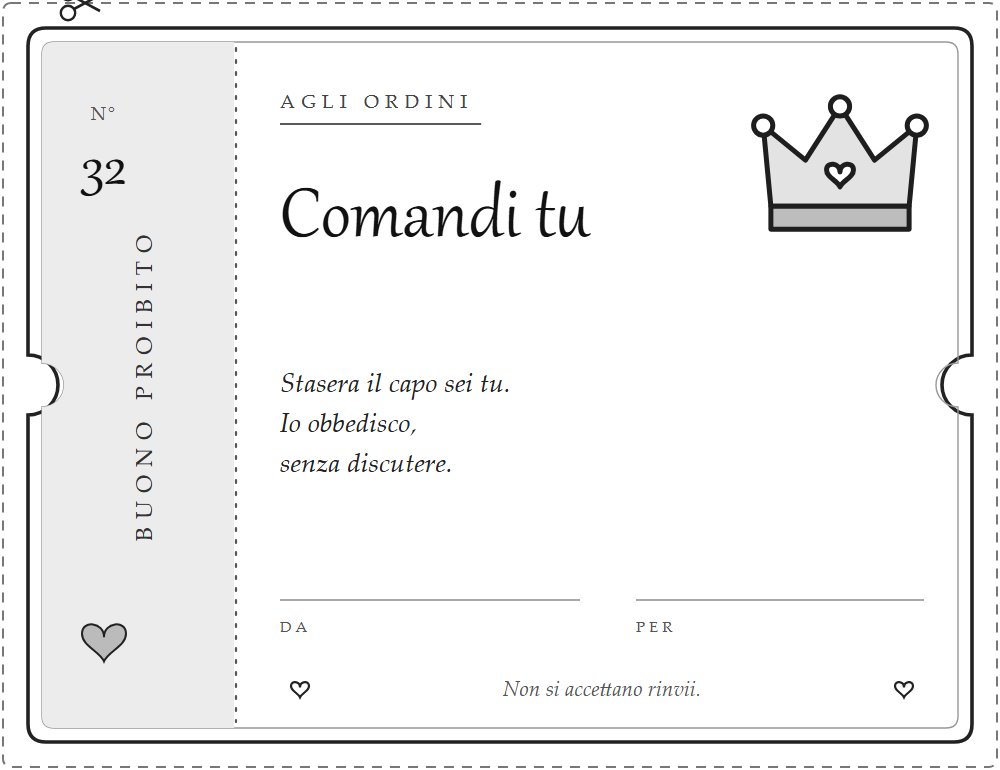 N°
32
BUONO PROIBITO
AGLI ORDINI
Comandi tu
Stasera il capo sei tu.
Io obbedisco,
senza discutere.
DA
PER
Non si accettano rinvii.